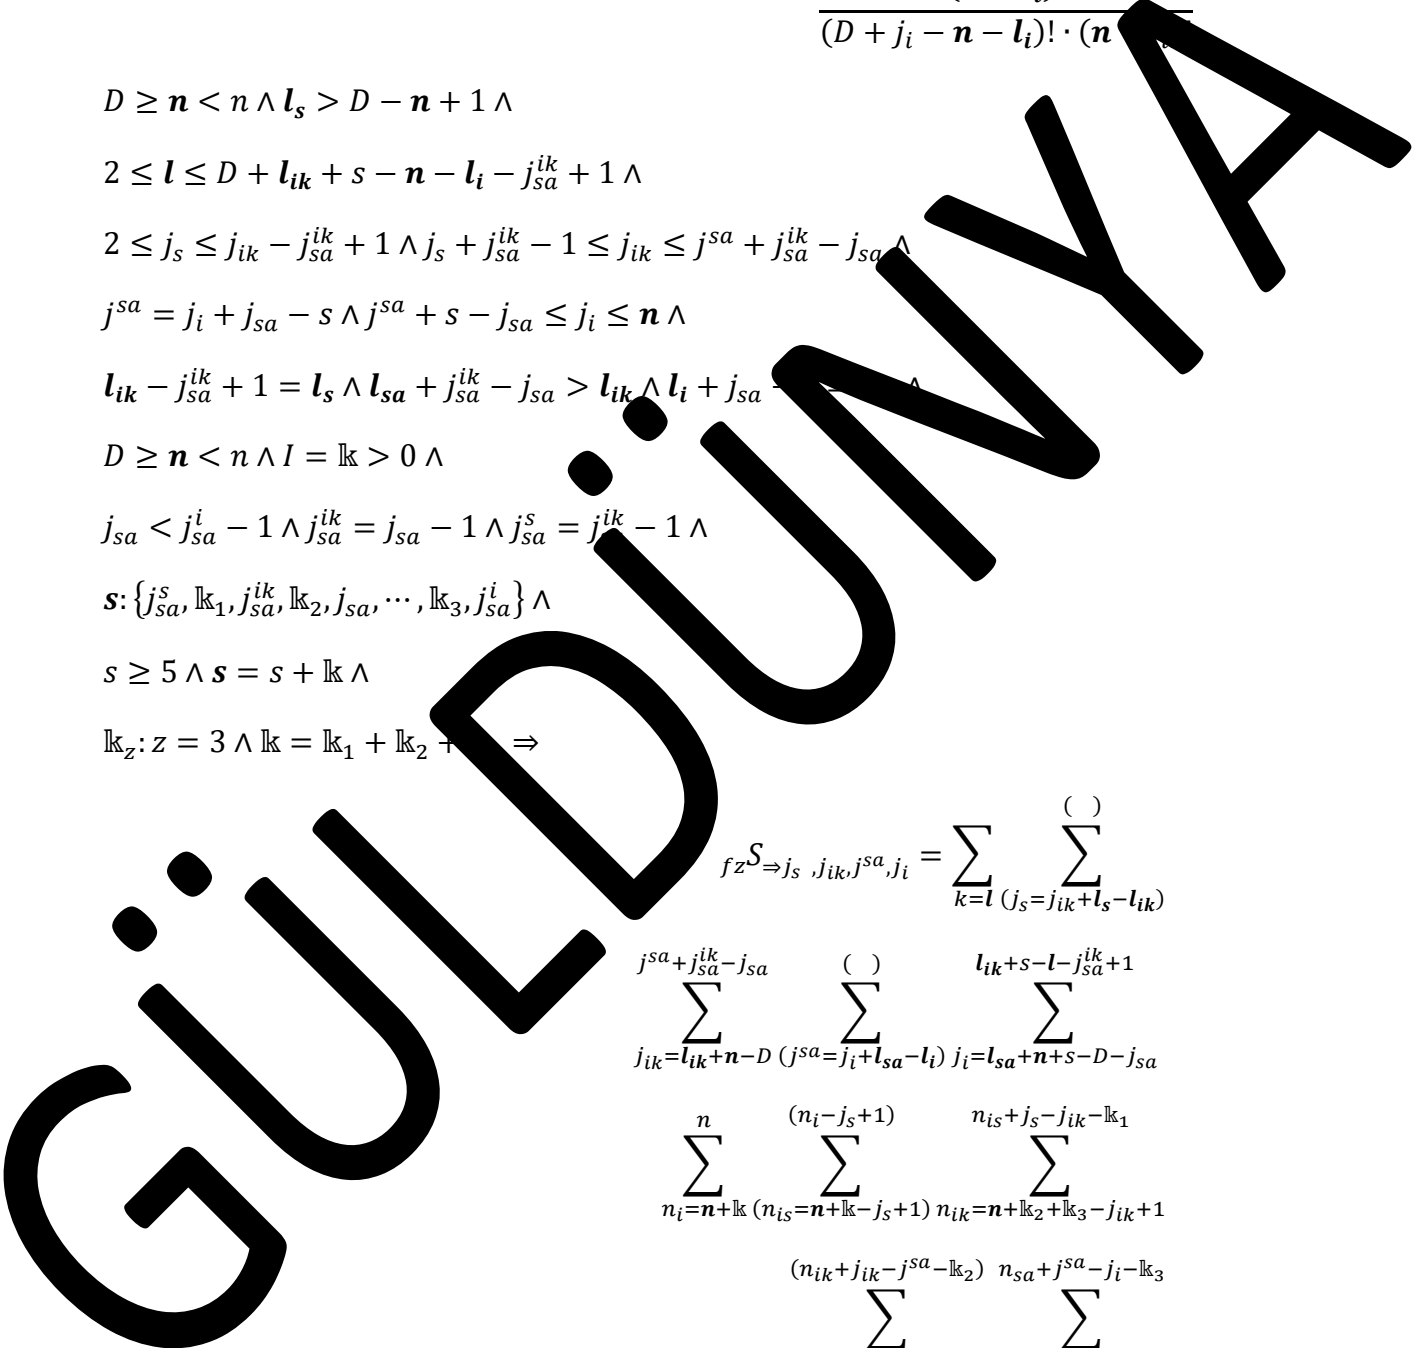 (D + j_i − n − l_i)! · (n
D ≥ n < n ∧ l_s > D − n + 1 ∧
2 ≤ l ≤ D + l_ik + s − n − l_i − j_sa^ik + 1 ∧
2 ≤ j_s ≤ j_ik − j_sa^ik + 1 ∧ j_s + j_sa^ik − 1 ≤ j_ik ≤ j^sa + j_sa^ik − j_sa ∧
j^sa = j_i + j_sa − s ∧ j^sa + s − j_sa ≤ j_i ≤ n ∧
l_ik − j_sa^ik + 1 = l_s ∧ l_sa + j_sa^ik − j_sa > l_ik ∧ l_i + j_sa
D ≥ n < n ∧ I = 𝕜 > 0 ∧
j_sa < j_sa^i − 1 ∧ j_sa^ik = j_sa − 1 ∧ j_sa^s = j_sa^ik − 1 ∧
s: {j_sa^s, 𝕜_1, j_sa^ik, 𝕜_2, j_sa, ⋯, 𝕜_3, j_sa^i} ∧
s ≥ 5 ∧ s = s + 𝕜 ∧
𝕜_z: z = 3 ∧ 𝕜 = 𝕜_1 + 𝕜_2 + ⇒
( )
fzS⇒j_s ,j_ik,j^sa,j_i = ∑ ∑
k=l (j_s=j_ik+l_s−l_ik)
j^sa+j_sa^ik−j_sa ( ) l_ik+s−l−j_sa^ik+1
∑ ∑ ∑
j_ik=l_ik+n−D (j^sa=j_i+l_sa−l_i) j_i=l_sa+n+s−D−j_sa
n (n_i−j_s+1) n_is+j_s−j_ik−𝕜_1
∑ ∑ ∑
n_i=n+𝕜 (n_is=n+𝕜−j_s+1) n_ik=n+𝕜_2+𝕜_3−j_ik+1
(n_ik+j_ik−j^sa−𝕜_2) n_sa+j^sa−j_i−𝕜_3
∑ ∑
GÜLDÜNYA